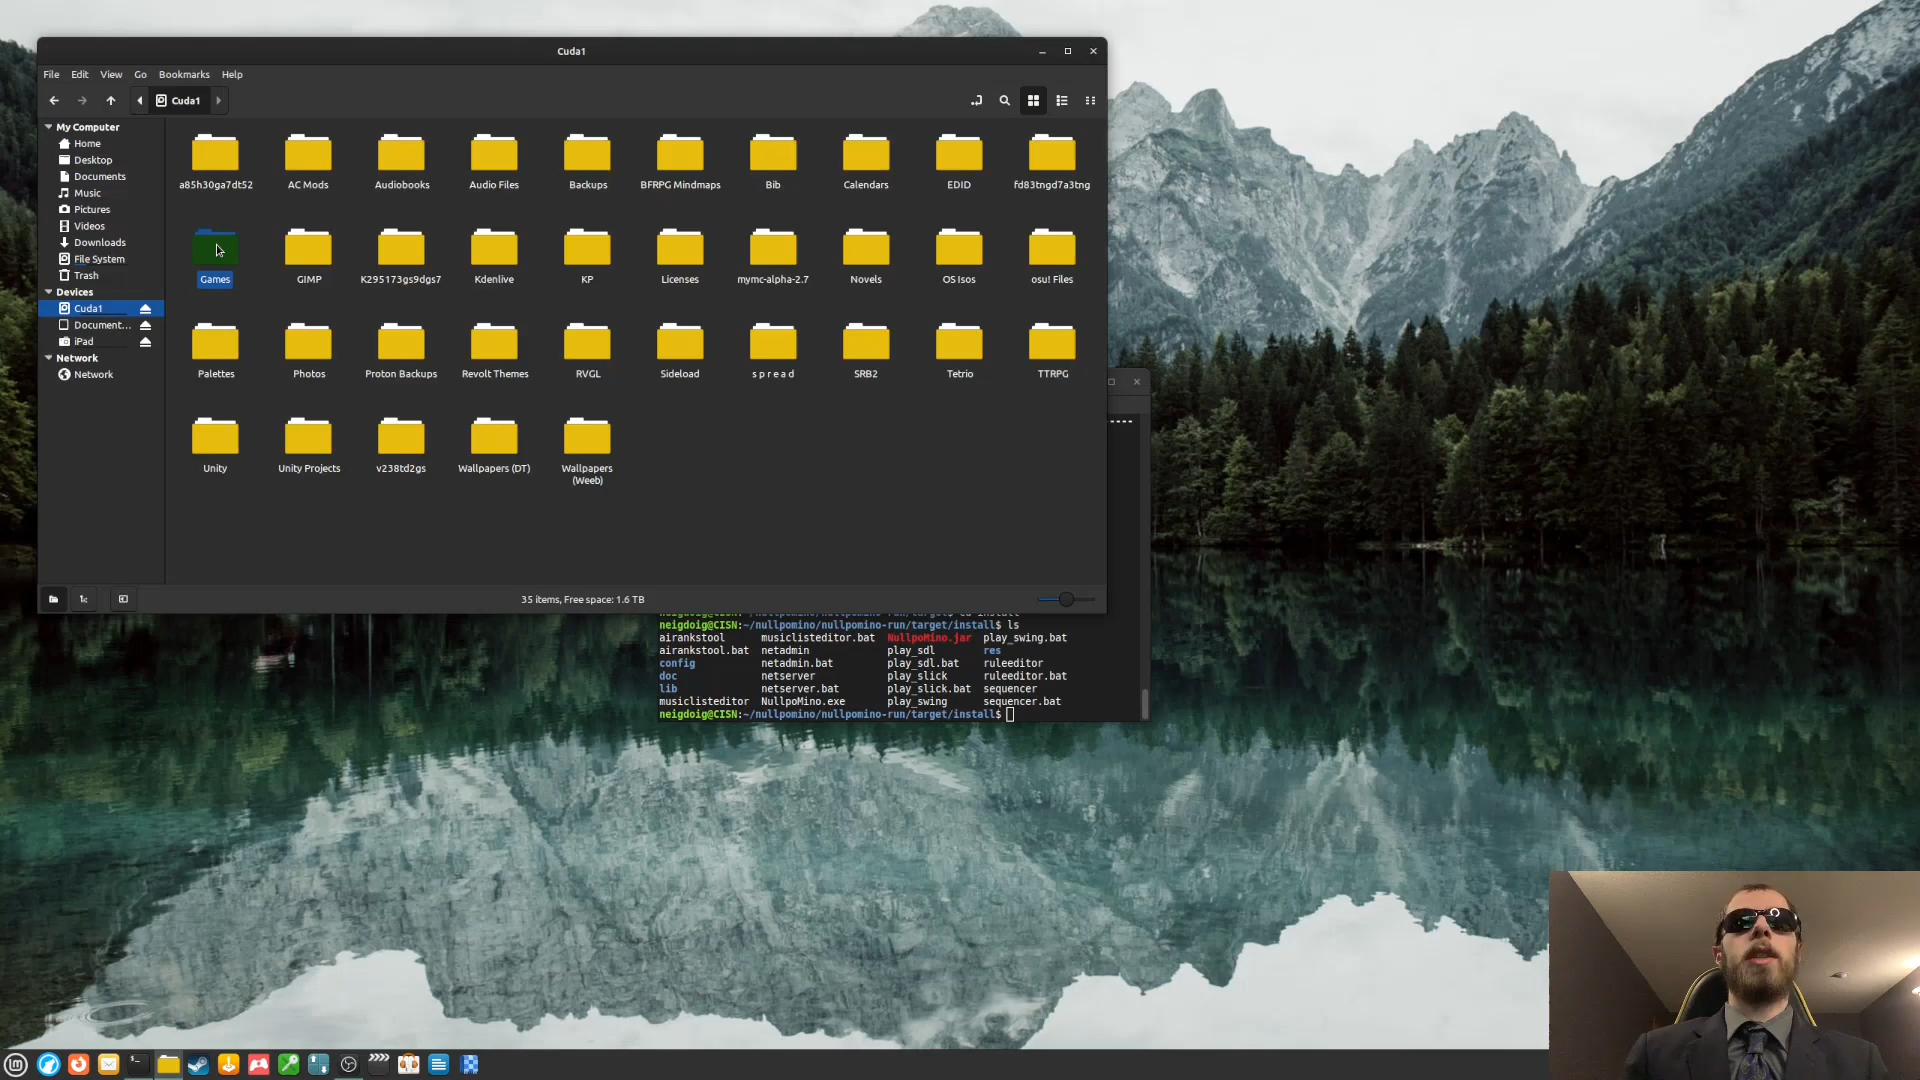 Cuda1
File Edit View Go Bookmarks Help
Cuda1
My Computer
Home
Desktop
Documents
Music
Pictures
Videos
Downloads
File System
Trash
Devices
Cuda1
Document...
iPad
Network
Network
a85h30ga7dt52 AC Mods Audiobooks Audio Files Backups BFRPG Mindmaps Bib Calendars EDID fd83tngd7a3tng
Games GIMP K295173gs9dgs7 Kdenlive KP Licenses mymc-alpha-2.7 Novels OS Isos osu! Files
Palettes Photos Proton Backups Revolt Themes RVGL Sideload s p r e a d SRB2 Tetrio TTRPG
Unity Unity Projects v238td2gs Wallpapers (DT) Wallpapers
(Weeb)
35 items, Free space: 1.6 TB
neigdoig@CISN:~/nullpomino/nullpomino-run/target/install$ ls
airankstool musiclisteditor.bat NullpoMino.jar play_swing.bat
airankstool.bat netadmin play_sdl res
config netadmin.bat play_sdl.bat ruleeditor
doc netserver play_slick ruleeditor.bat
lib netserver.bat play_slick.bat sequencer
musiclisteditor NullpoMino.exe play_swing sequencer.bat
neigdoig@CISN:~/nullpomino/nullpomino-run/target/install$